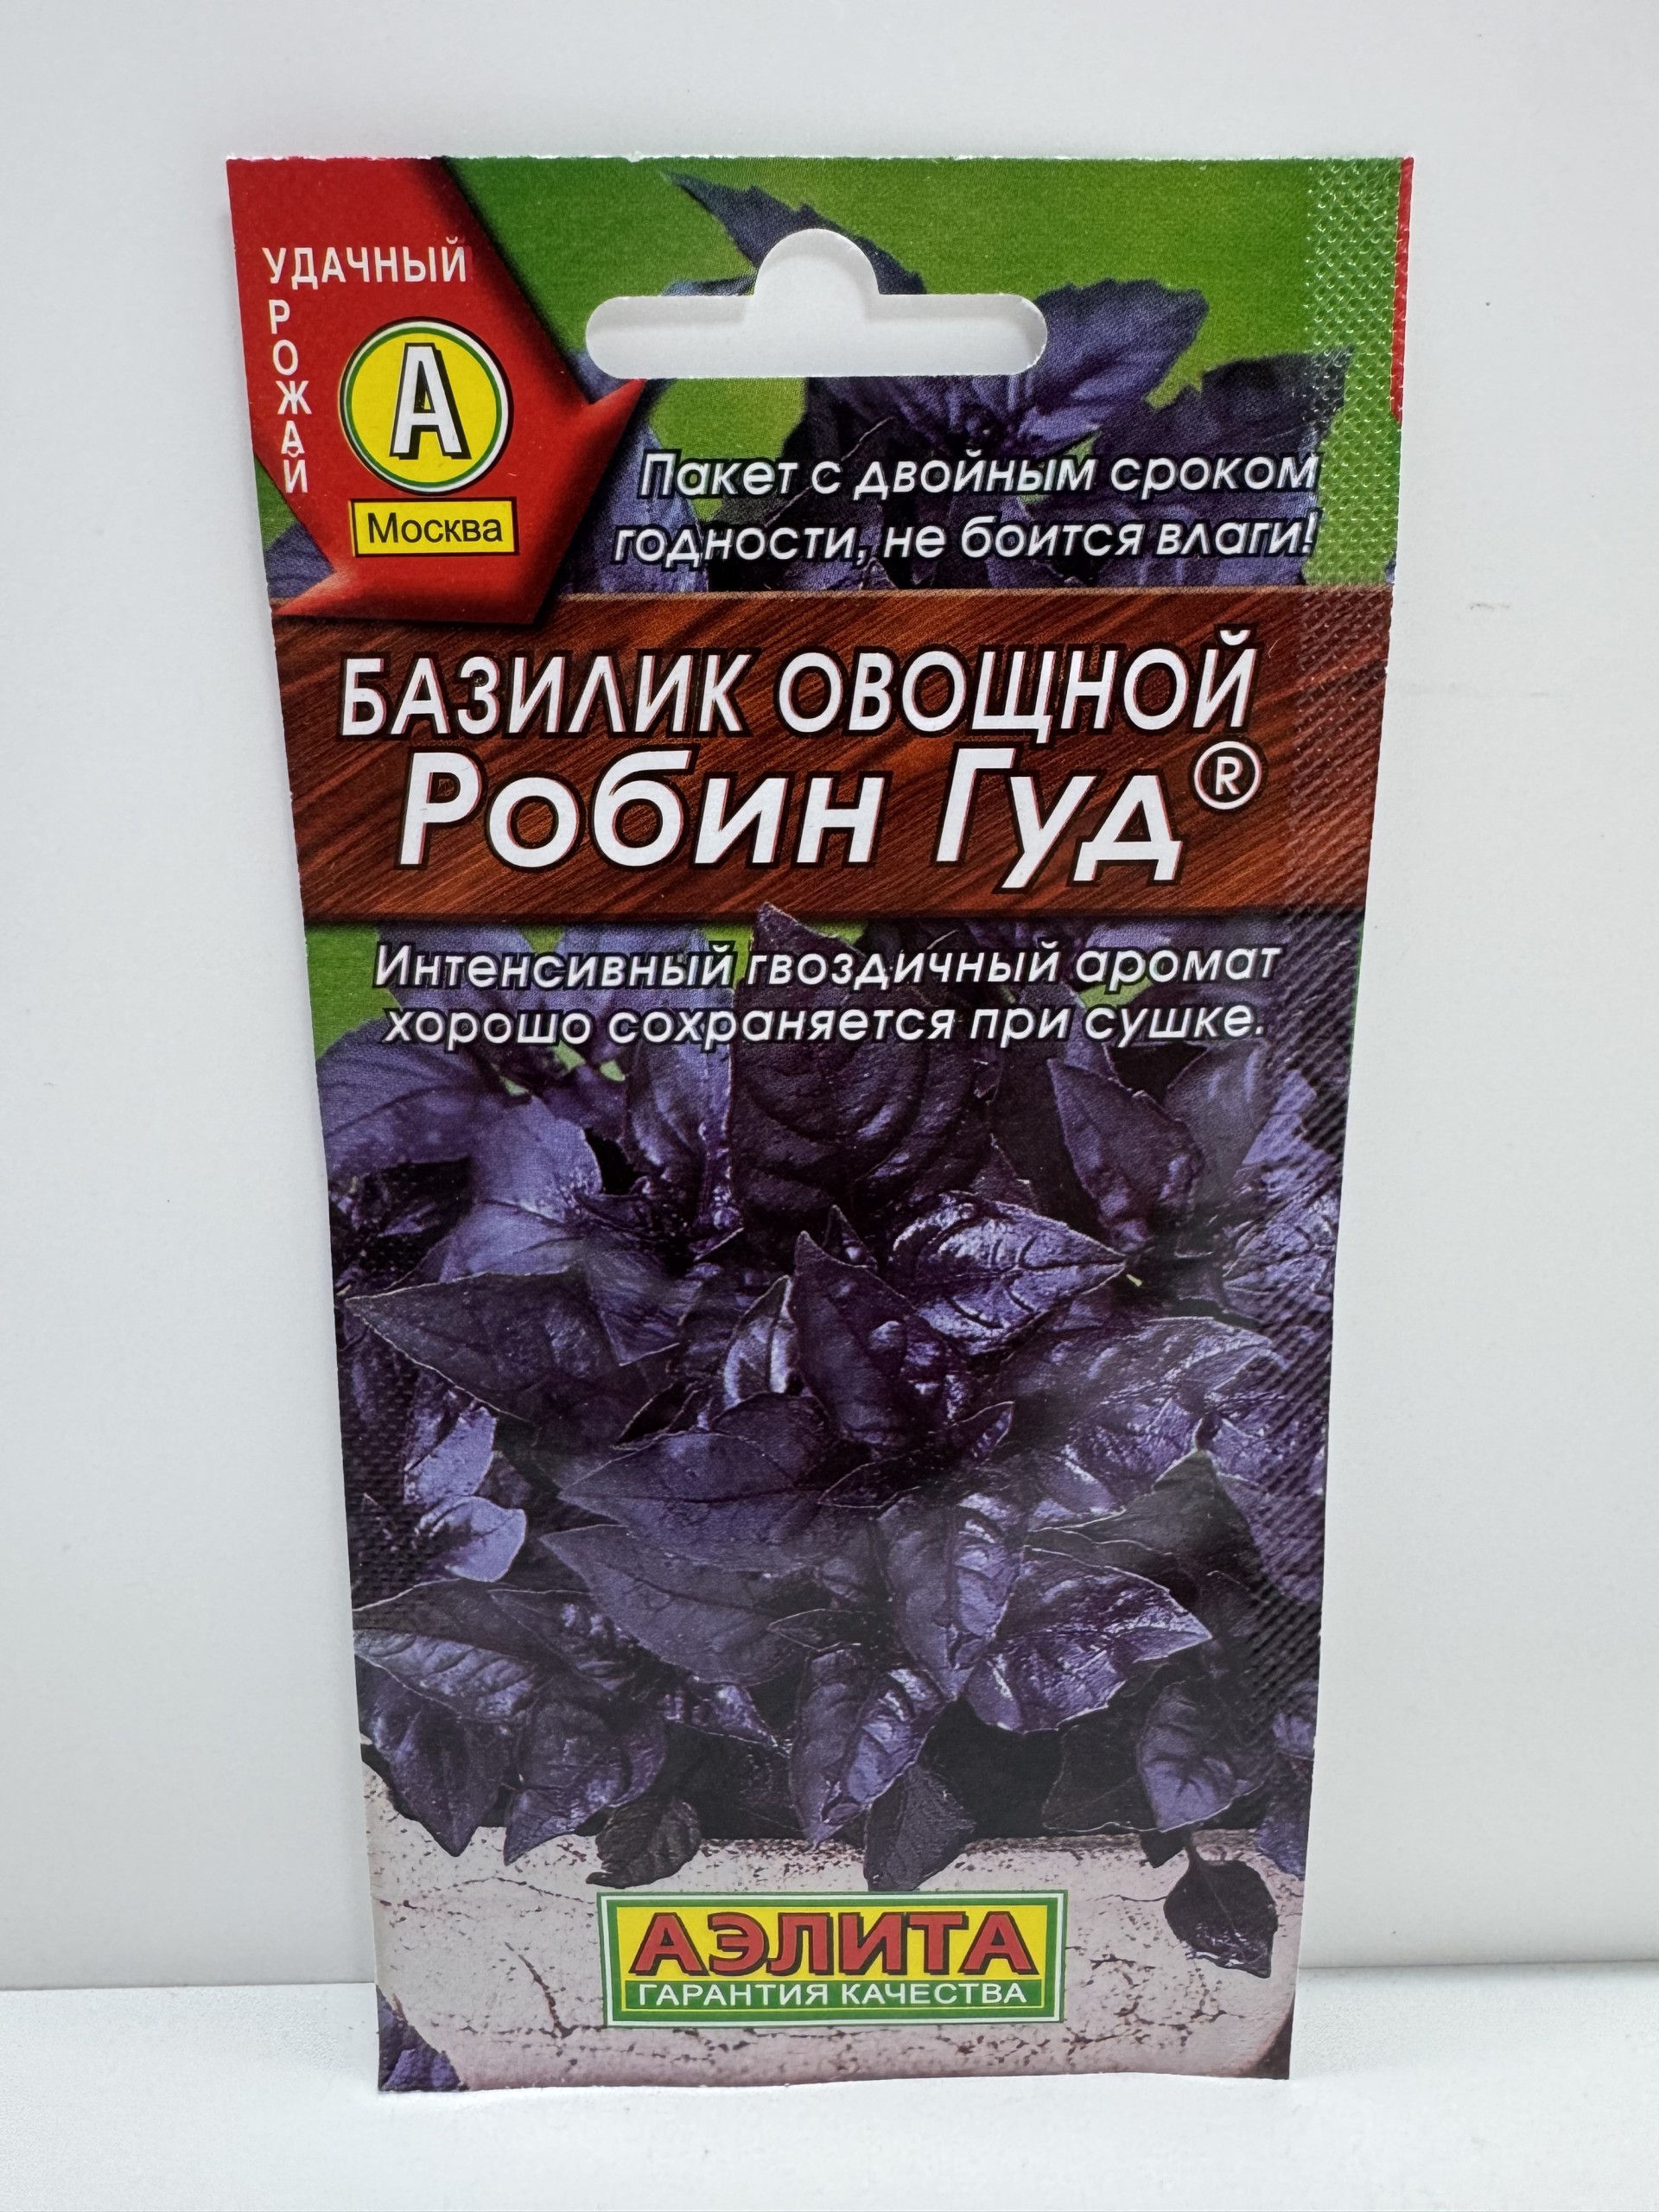 УДАЧНЫЙ
УРОЖАЙ
А
Москва
Пакет с двойным сроком
годности, не боится влаги!
БАЗИЛИК ОВОЩНОЙ
Робин Гуд®
Интенсивный гвоздичный аромат
хорошо сохраняется при сушке.
АЭЛИТА
ГАРАНТИЯ КАЧЕСТВА